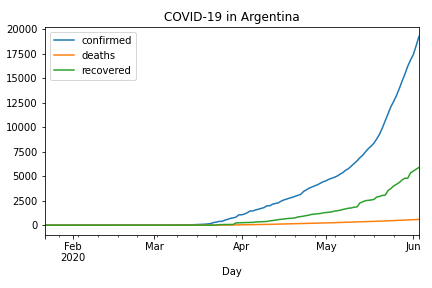 COVID-19 in Argentina
20000
17500
15000
12500
10000
7500
5000
2500
0
confirmed
deaths
recovered
Feb Mar Apr May Jun
2020
Day